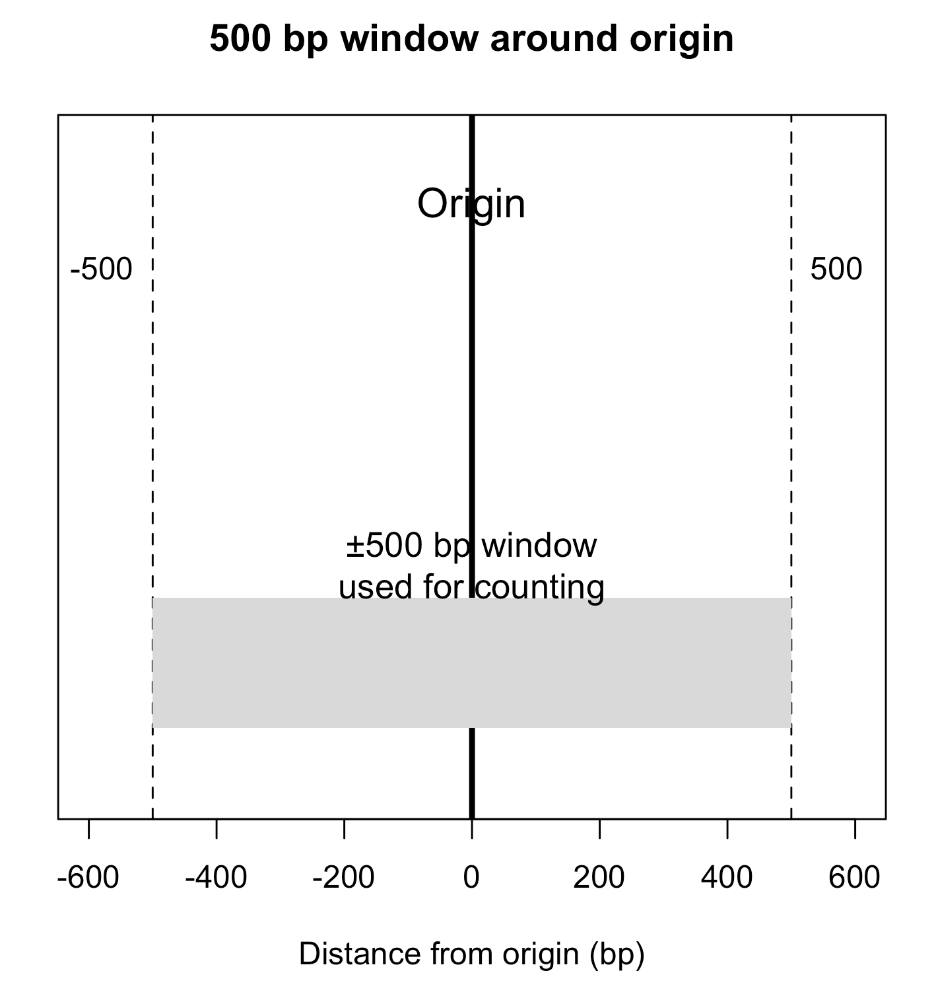 500 bp window around origin
Origin
-500
500
±500 bp window
used for counting
-600 -400 -200 0 200 400 600
Distance from origin (bp)